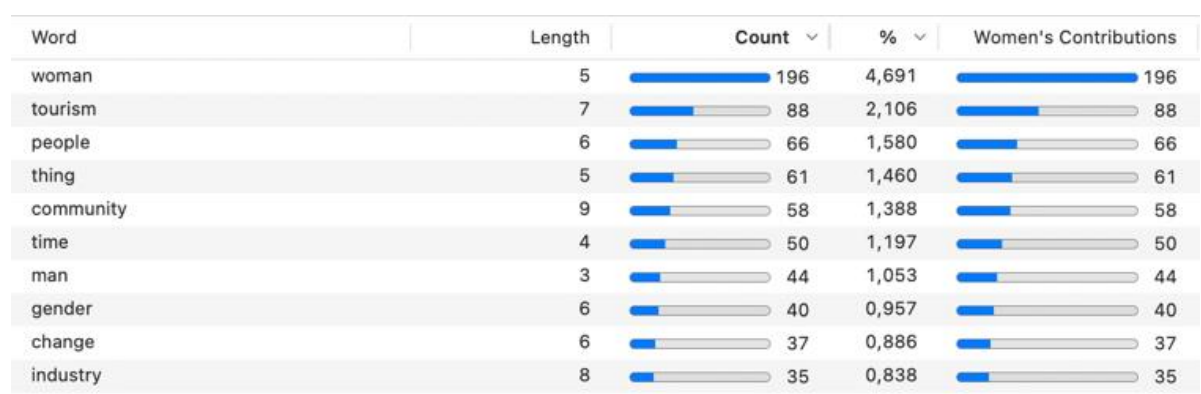 Word Length Count % Women's Contributions
woman 5 196 4,691 196
tourism 7 88 2,106 88
people 6 66 1,580 66
thing 5 61 1,460 61
community 9 58 1,388 58
time 4 50 1,197 50
man 3 44 1,053 44
gender 6 40 0,957 40
change 6 37 0,886 37
industry 8 35 0,838 35